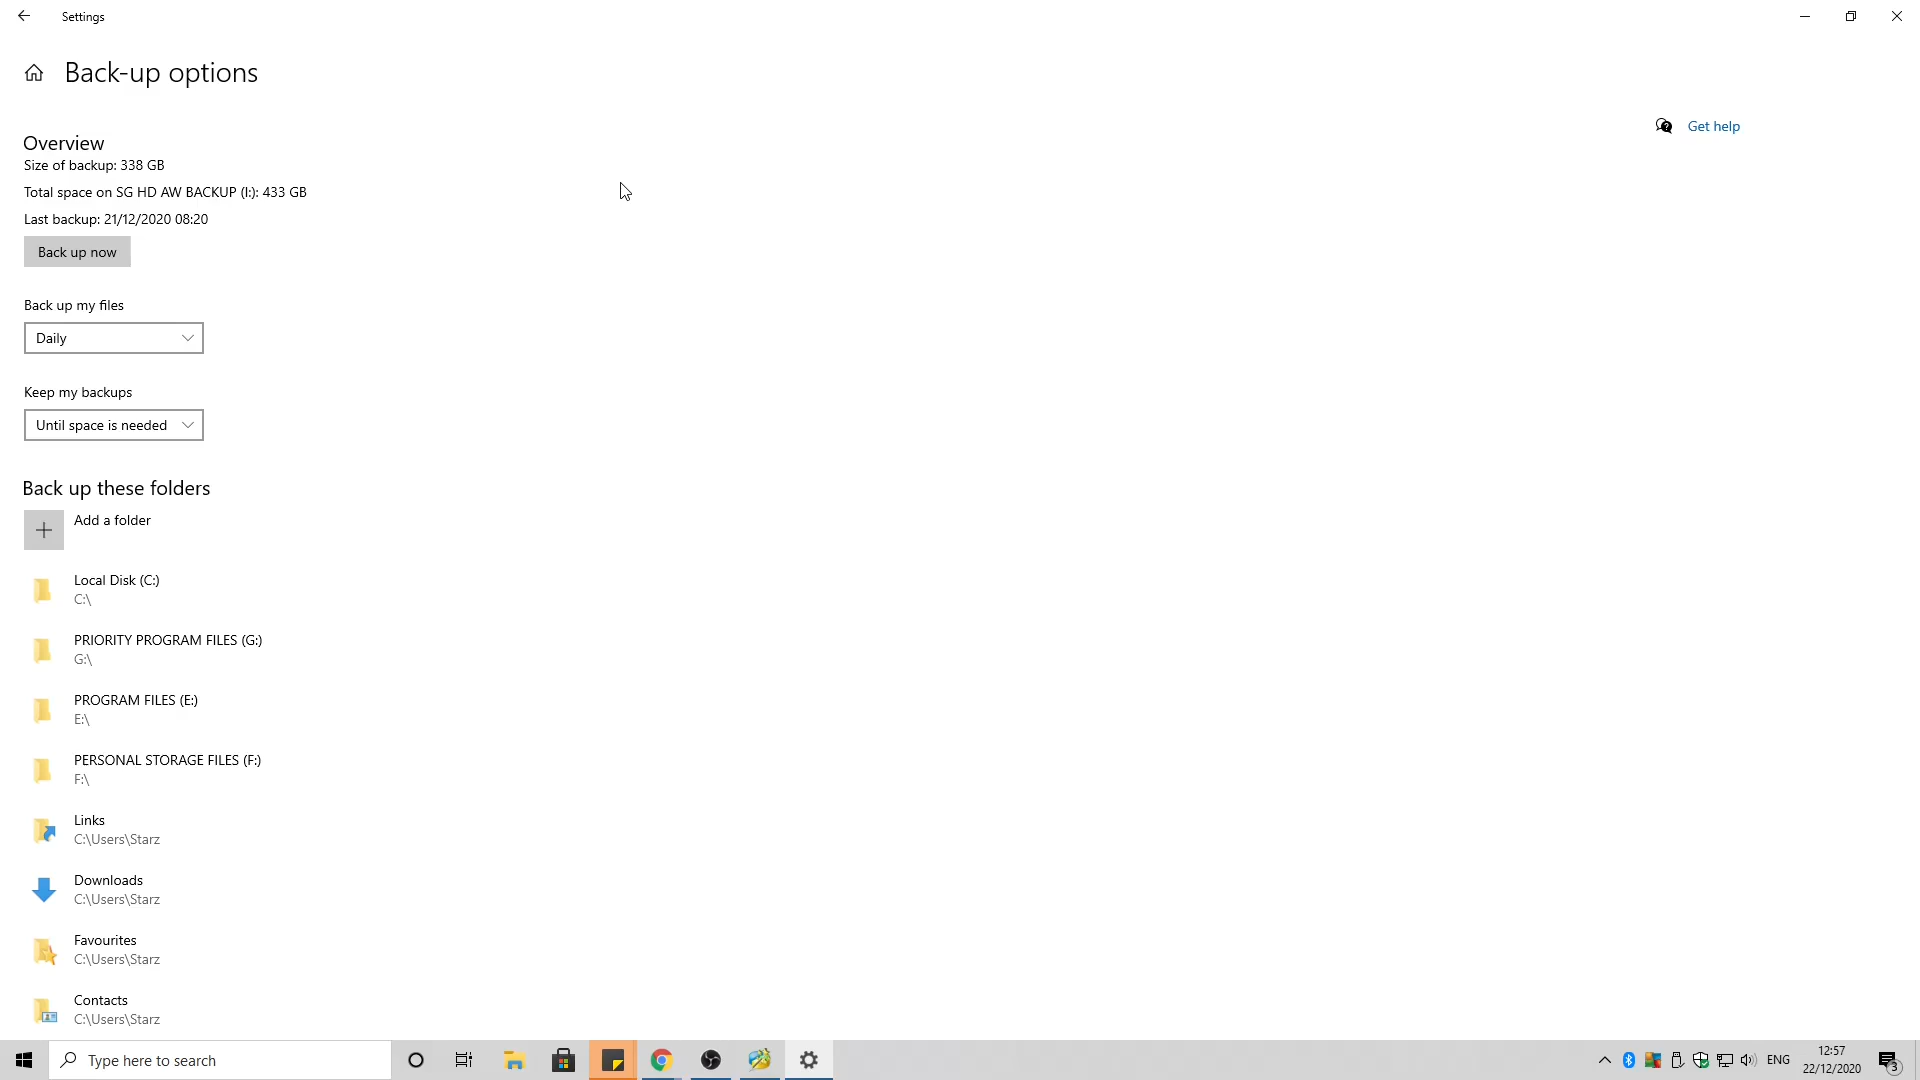 Settings
Back-up options
Get help
Overview
Size of backup: 338 GB
Total space on SG HD AW BACKUP (I:): 433 GB
Last backup: 21/12/2020 08:20
Back up now
Back up my files
Daily
Keep my backups
Until space is needed
Back up these folders
Add a folder
Local Disk (C:)
C:\
PRIORITY PROGRAM FILES (G:)
G:\
PROGRAM FILES (E:)
E:\
PERSONAL STORAGE FILES (F:)
F:\
Links
C:\Users\Starz
Downloads
C:\Users\Starz
Favourites
C:\Users\Starz
Contacts
C:\Users\Starz
Type here to search
ENG
12:57
22/12/2020
3